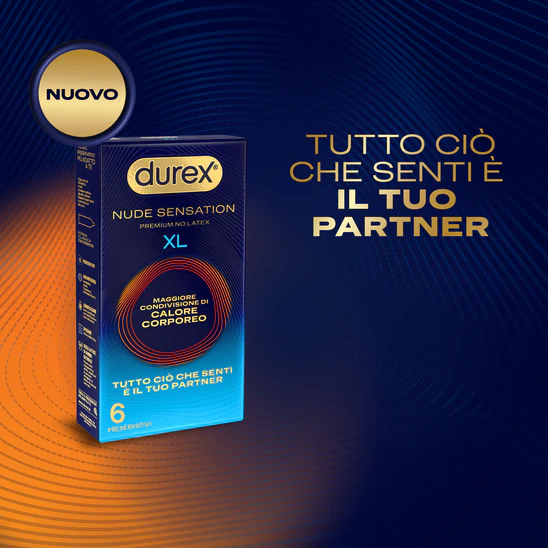 NUOVO
durex®
NUDE SENSATION
PREMIUM NO LATEX
XL
MAGGIORE
CONDIVISIONE DI
CALORE
CORPOREO
TUTTO CIÒ CHE SENTI
È IL TUO PARTNER
6
PRESERVATIVI
TUTTO CIÒ
CHE SENTI È
IL TUO
PARTNER